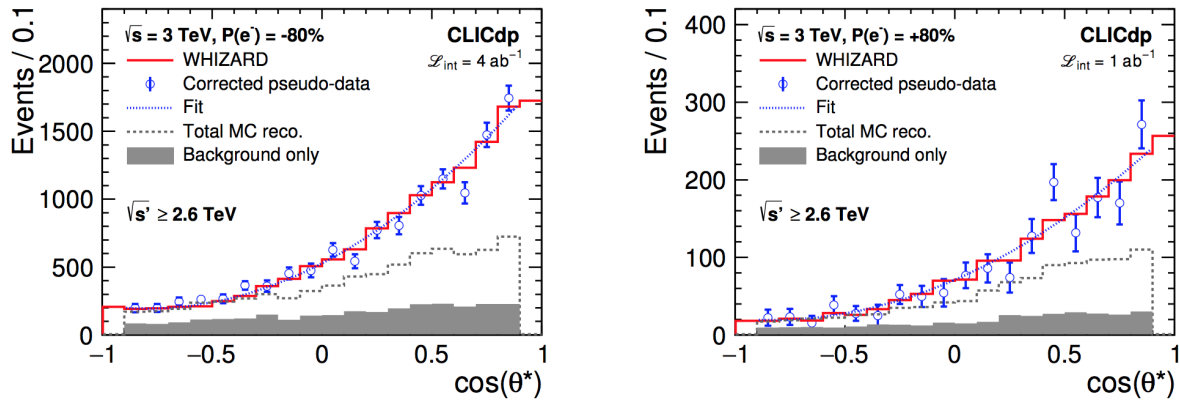 √s = 3 TeV, P(e⁻) = -80%
CLICdp
WHIZARD
ℒint = 4 ab⁻¹
Corrected pseudo-data
Fit
Total MC reco.
Background only
√s' ≥ 2.6 TeV
Events / 0.1
2000
1500
1000
500
0
−1 −0.5 0 0.5 1
cos(θ*)
√s = 3 TeV, P(e⁻) = +80%
CLICdp
WHIZARD
ℒint = 1 ab⁻¹
Corrected pseudo-data
Fit
Total MC reco.
Background only
√s' ≥ 2.6 TeV
Events / 0.1
400
300
200
100
0
−1 −0.5 0 0.5 1
cos(θ*)